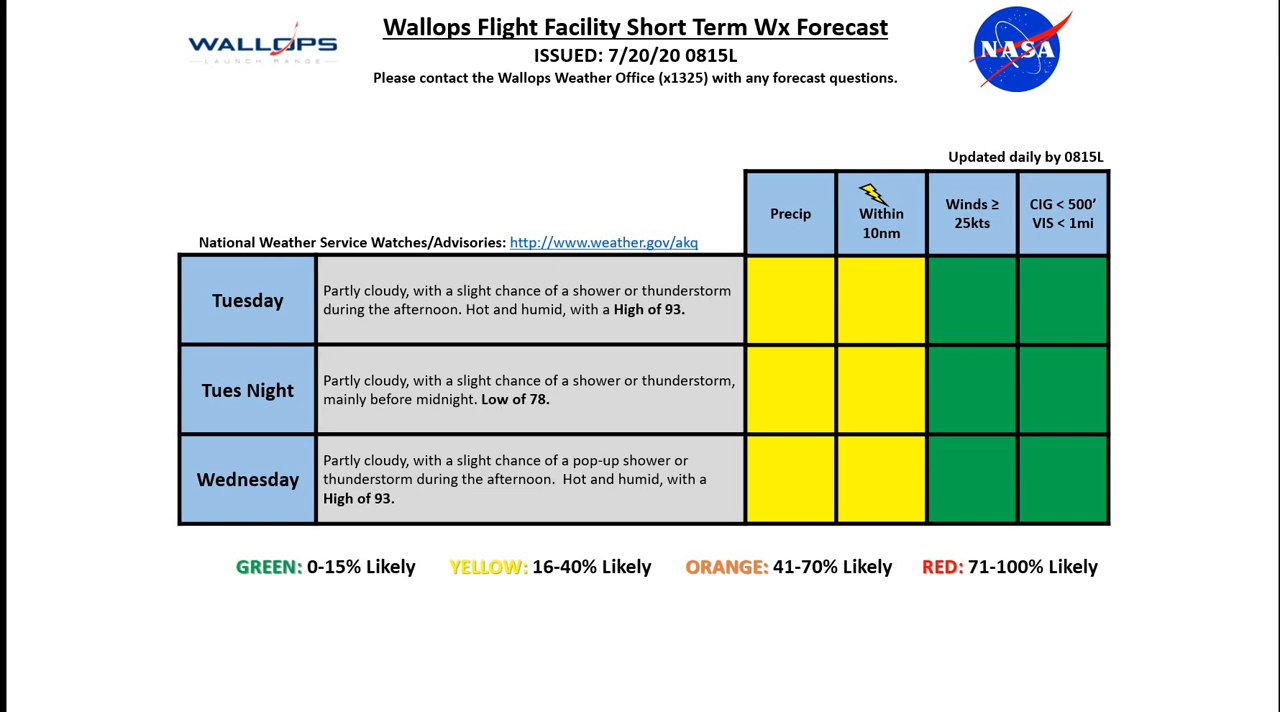 Wallops Flight Facility Short Term Wx Forecast
WALLOPS
LAUNCH RANGE
NASA
ISSUED: 7/20/20 0815L
Please contact the Wallops Weather Office (x1325) with any forecast questions.
Updated daily by 0815L
Precip
Within
10nm
Winds ≥
25kts
CIG < 500’
VIS < 1mi
National Weather Service Watches/Advisories: http://www.weather.gov/akq
Tuesday
Partly cloudy, with a slight chance of a shower or thunderstorm
during the afternoon. Hot and humid, with a High of 93.
Tues Night
Partly cloudy, with a slight chance of a shower or thunderstorm,
mainly before midnight. Low of 78.
Wednesday
Partly cloudy, with a slight chance of a pop-up shower or
thunderstorm during the afternoon.  Hot and humid, with a
High of 93.
GREEN: 0-15% Likely YELLOW: 16-40% Likely ORANGE: 41-70% Likely RED: 71-100% Likely